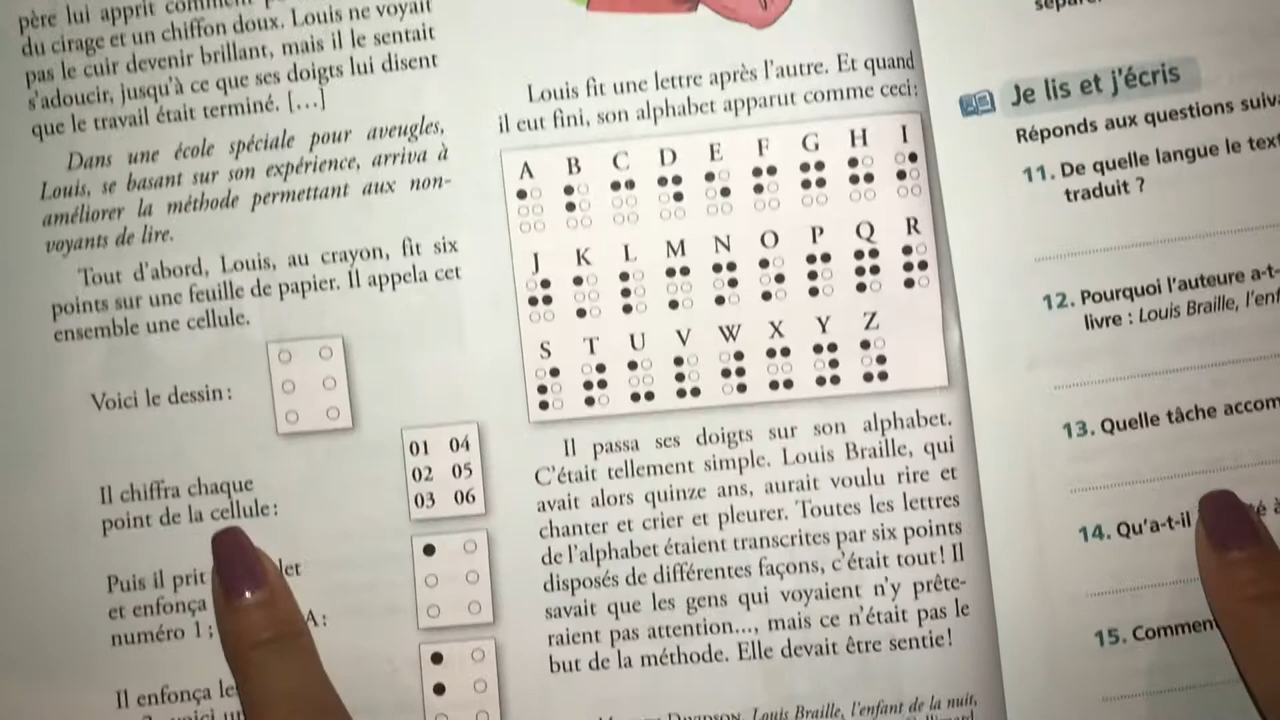 père lui apprit comment
du cirage et un chiffon doux. Louis ne voyait
pas le cuir devenir brillant, mais il le sentait
s'adoucir, jusqu'à ce que ses doigts lui disent
que le travail était terminé. […]
Dans une école spéciale pour aveugles,
Louis, se basant sur son expérience, arriva à
améliorer la méthode permettant aux non-
voyants de lire.
Tout d'abord, Louis, au crayon, fit six
points sur une feuille de papier. Il appela cet
ensemble une cellule.
Voici le dessin :
Il chiffra chaque
point de la cellule :
01 04
02 05
03 06
Puis il prit
et enfonça
numéro 1 ; A :
Il enfonça
Louis fit une lettre après l'autre. Et quand
il eut fini, son alphabet apparut comme ceci :
A B C D E F G H I
J K L M N O P Q R
S T U V W X Y Z
Il passa ses doigts sur son alphabet.
C'était tellement simple. Louis Braille, qui
avait alors quinze ans, aurait voulu rire et
chanter et crier et pleurer. Toutes les lettres
de l'alphabet étaient transcrites par six points
disposés de différentes façons, c'était tout ! Il
savait que les gens qui voyaient n'y prête-
raient pas attention…, mais ce n'était pas le
but de la méthode. Elle devait être sentie !
Louis Braille, l'enfant de la nuit,
Je lis et j'écris
Réponds aux questions
11. De quelle langue le
traduit ?
12. Pourquoi l'auteure a-t-
livre : Louis Braille,
13. Quelle tâche
14. Qu'a-t-il
15.